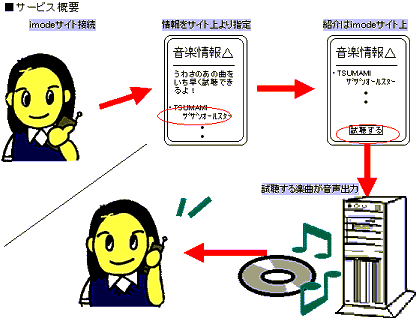 ■サービス概要
imodeサイト接続
情報をサイト上より指定
紹介はimodeサイト上
音楽情報△
うわさのあの曲を
いち早く試聴でき
るよ！
・TSUMAMI
サザンオールスター
音楽情報△
・TSUMAMI
サザンオールスター
試聴する
試聴する楽曲が音声出力